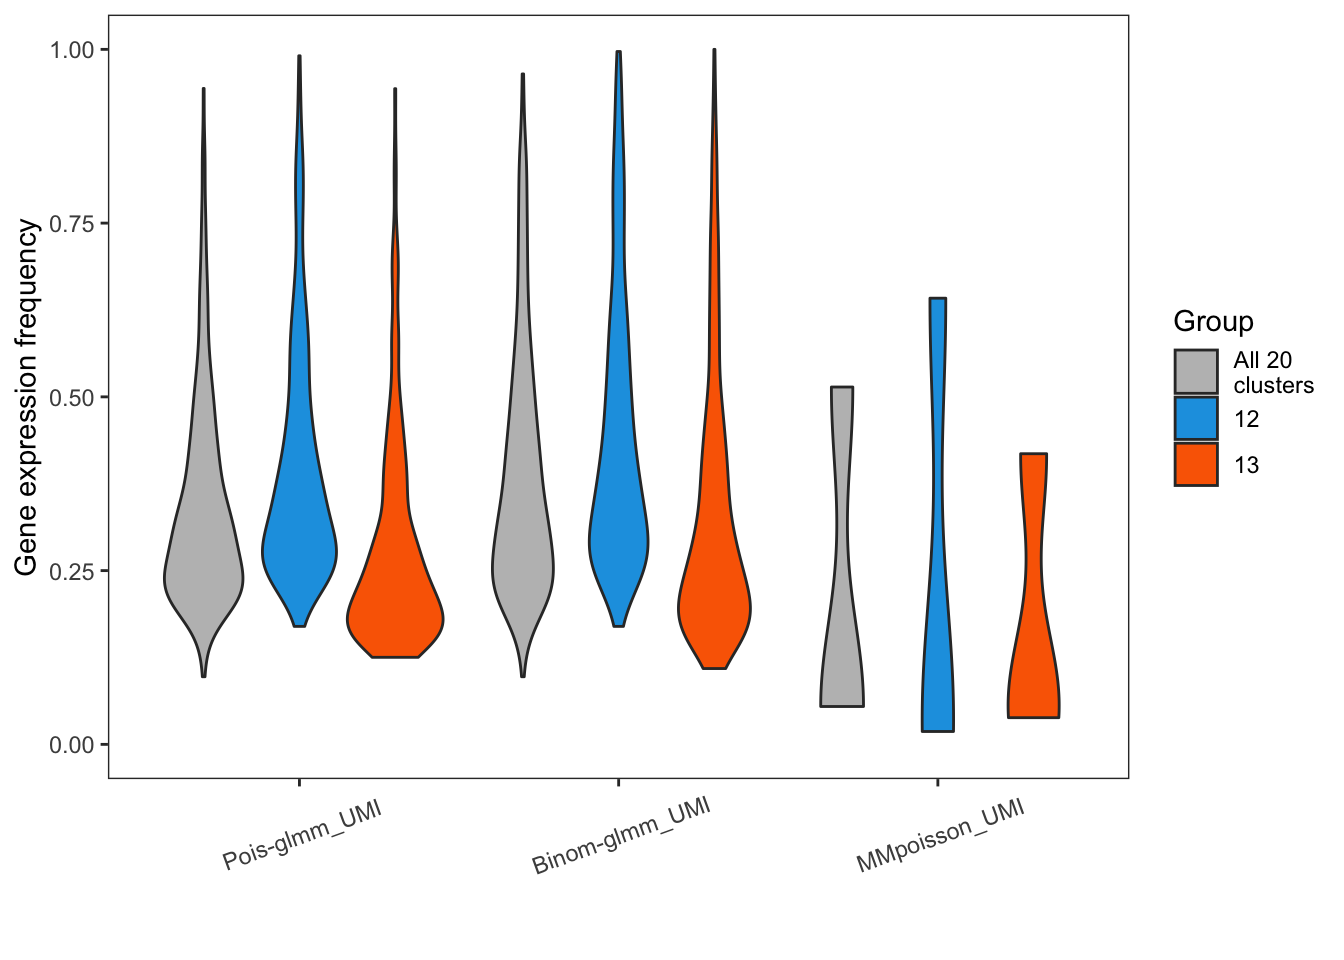 Gene expression frequency
1.00
0.75
0.50
0.25
0.00
Pois-glmm_UMI
Binom-glmm_UMI
MMpoisson_UMI
Group
All 20
clusters
12
13